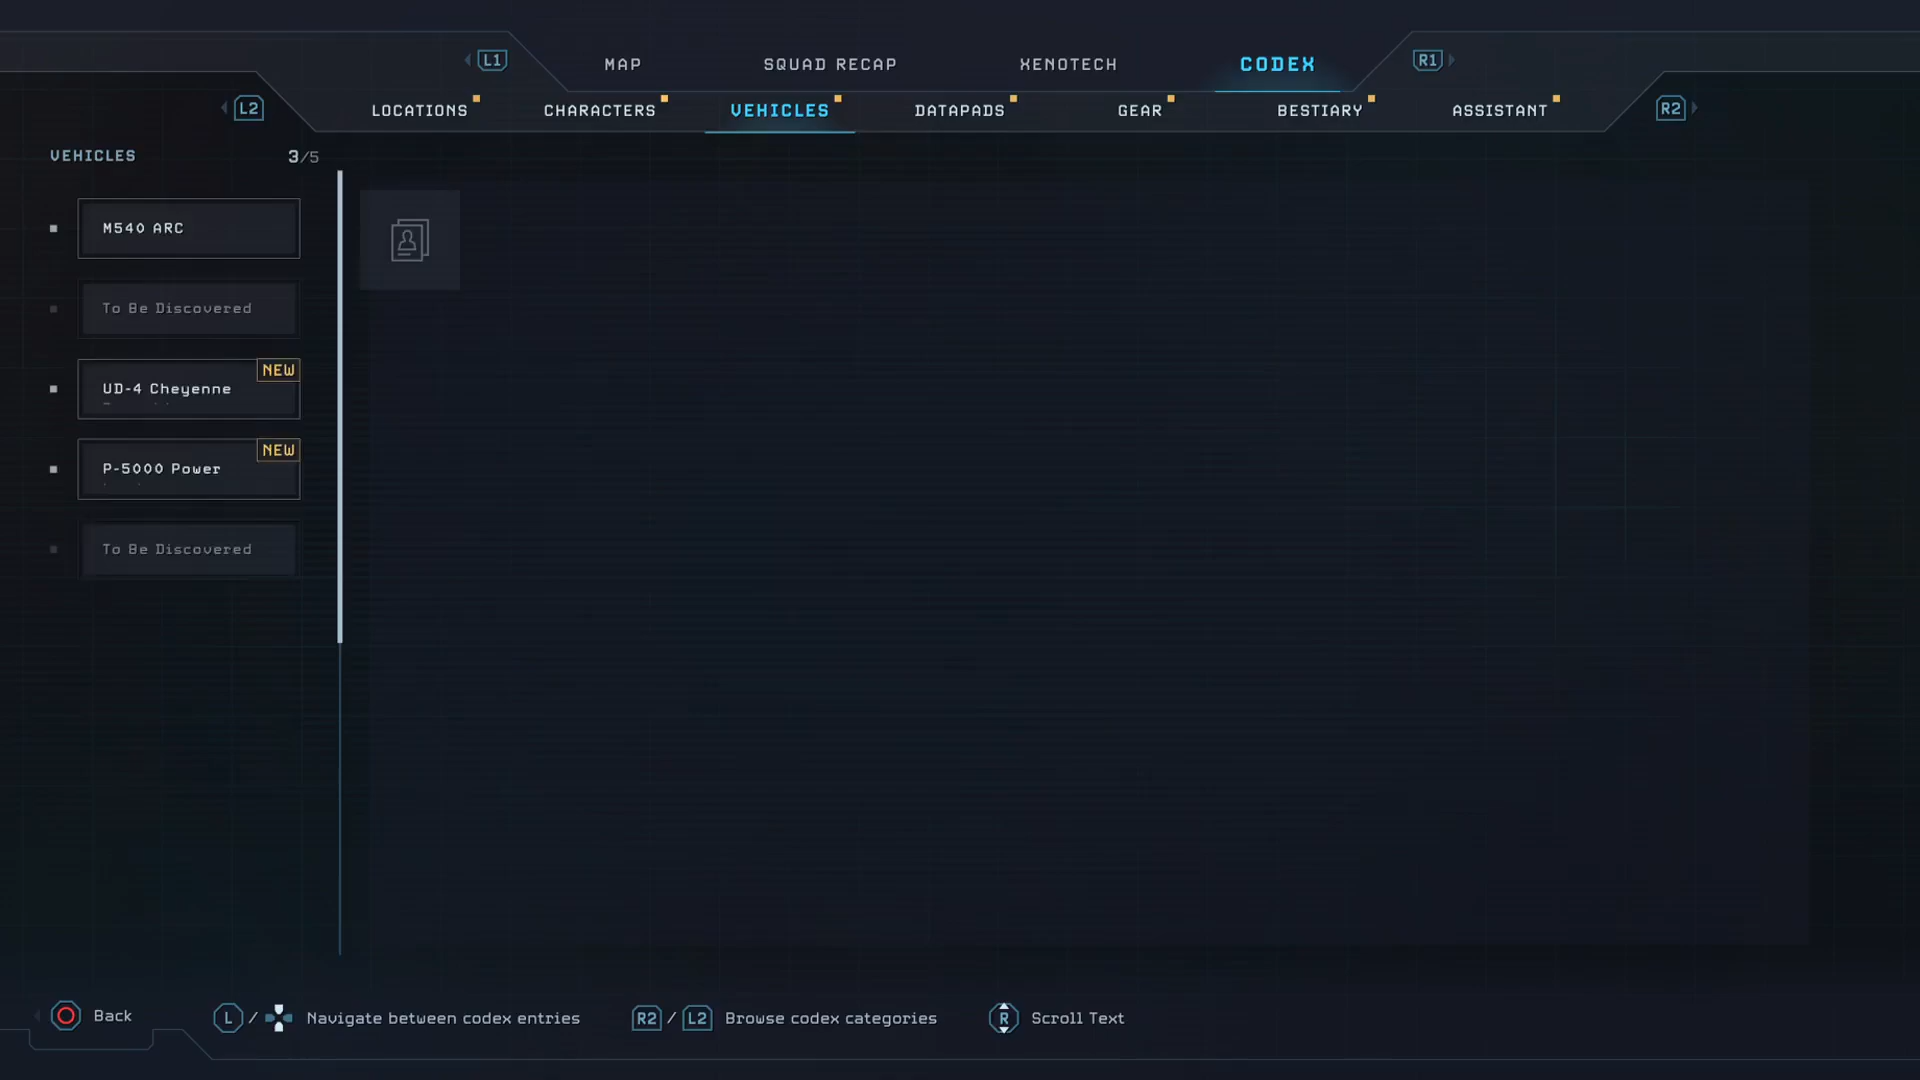 L1
MAP
SQUAD RECAP
XENOTECH
CODEX
R1
L2
LOCATIONS
CHARACTERS
VEHICLES
DATAPADS
GEAR
BESTIARY
ASSISTANT
R2
VEHICLES
3/5
M540 ARC
To Be Discovered
NEW
UD-4 Cheyenne
NEW
P-5000 Power
To Be Discovered
Back
L / Navigate between codex entries
R2 / L2 Browse codex categories
R Scroll Text